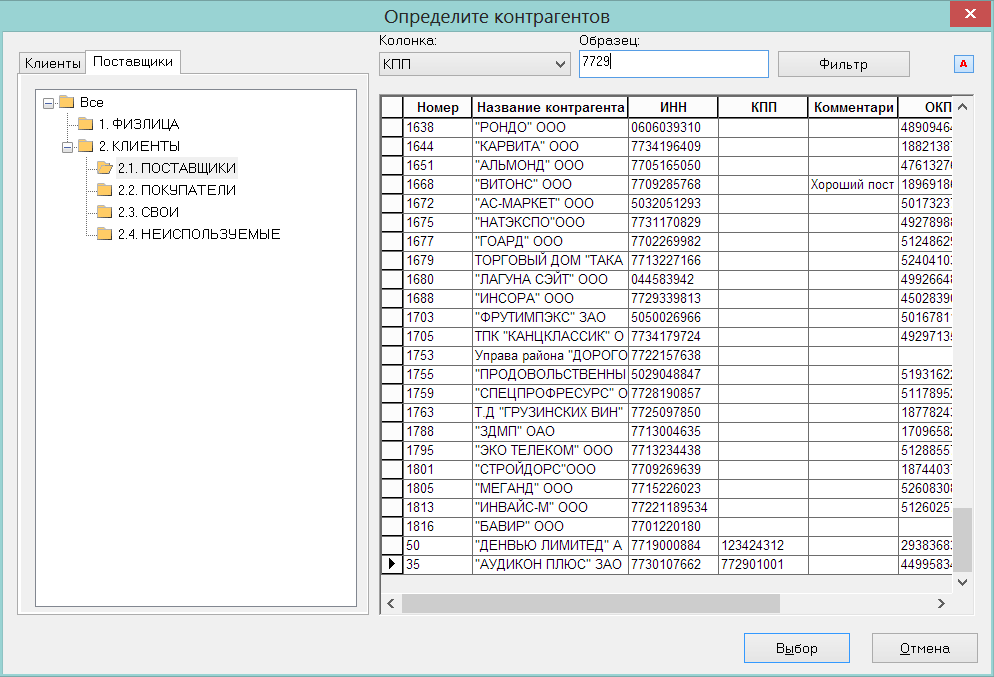 Определите контрагентов
Клиенты Поставщики
Все
1. ФИЗЛИЦА
2. КЛИЕНТЫ
2.1. ПОСТАВЩИКИ
2.2. ПОКУПАТЕЛИ
2.3. СВОИ
2.4. НЕИСПОЛЬЗУЕМЫЕ
Колонка: Образец:
КПП 7729 Фильтр A
Номер Название контрагента ИНН КПП Комментари ОКП
1638 "РОНДО" ООО 0606039310 4890946
1644 "КАРВИТА" ООО 7734196409 1882138
1651 "АЛЬМОНД" ООО 7705165050 4761327
1668 "ВИТОНС" ООО 7709285768 Хороший пост 1896918
1672 "АС-МАРКЕТ" ООО 5032051293 5017323
1675 "НАТЭКСПО"ООО 7731170829 4927898
1677 "ГОАРД" ООО 7702269982 5124862
1679 ТОРГОВЫЙ ДОМ "ТАКА 7713227166 5240410
1680 "ЛАГУНА СЭЙТ" ООО 044583942 4992664
1688 "ИНСОРА" ООО 7729339813 4502839
1703 "ФРУТИМПЭКС" ЗАО 5050026966 5016781
1705 ТПК "КАНЦКЛАССИК" О 7734179724 4929713
1753 Управа района "ДОРОГО 7722157638
1755 "ПРОДОВОЛЬСТВЕННЫ 5029048847 5193162
1759 "СПЕЦПРОФРЕСУРС" О 7728190857 5117895
1763 Т.Д "ГРУЗИНСКИХ ВИН" 7725097850 1877824
1788 "ЗДМП" ОАО 7713004635 1709658
1795 "ЭКО ТЕЛЕКОМ" ООО 7713234438 5128855
1801 "СТРОЙДОРС"ООО 7709269639 1874403
1805 "МЕГАНД" ООО 7715226023 5260830
1813 "ИНВАЙС-М" ООО 77221189534 5126025
1816 "БАВИР" ООО 7701220180
50 "ДЕНВЬЮ ЛИМИТЕД" А 7719000884 123424312 2938368
35 "АУДИКОН ПЛЮС" ЗАО 7730107662 772901001 4499583
Выбор Отмена